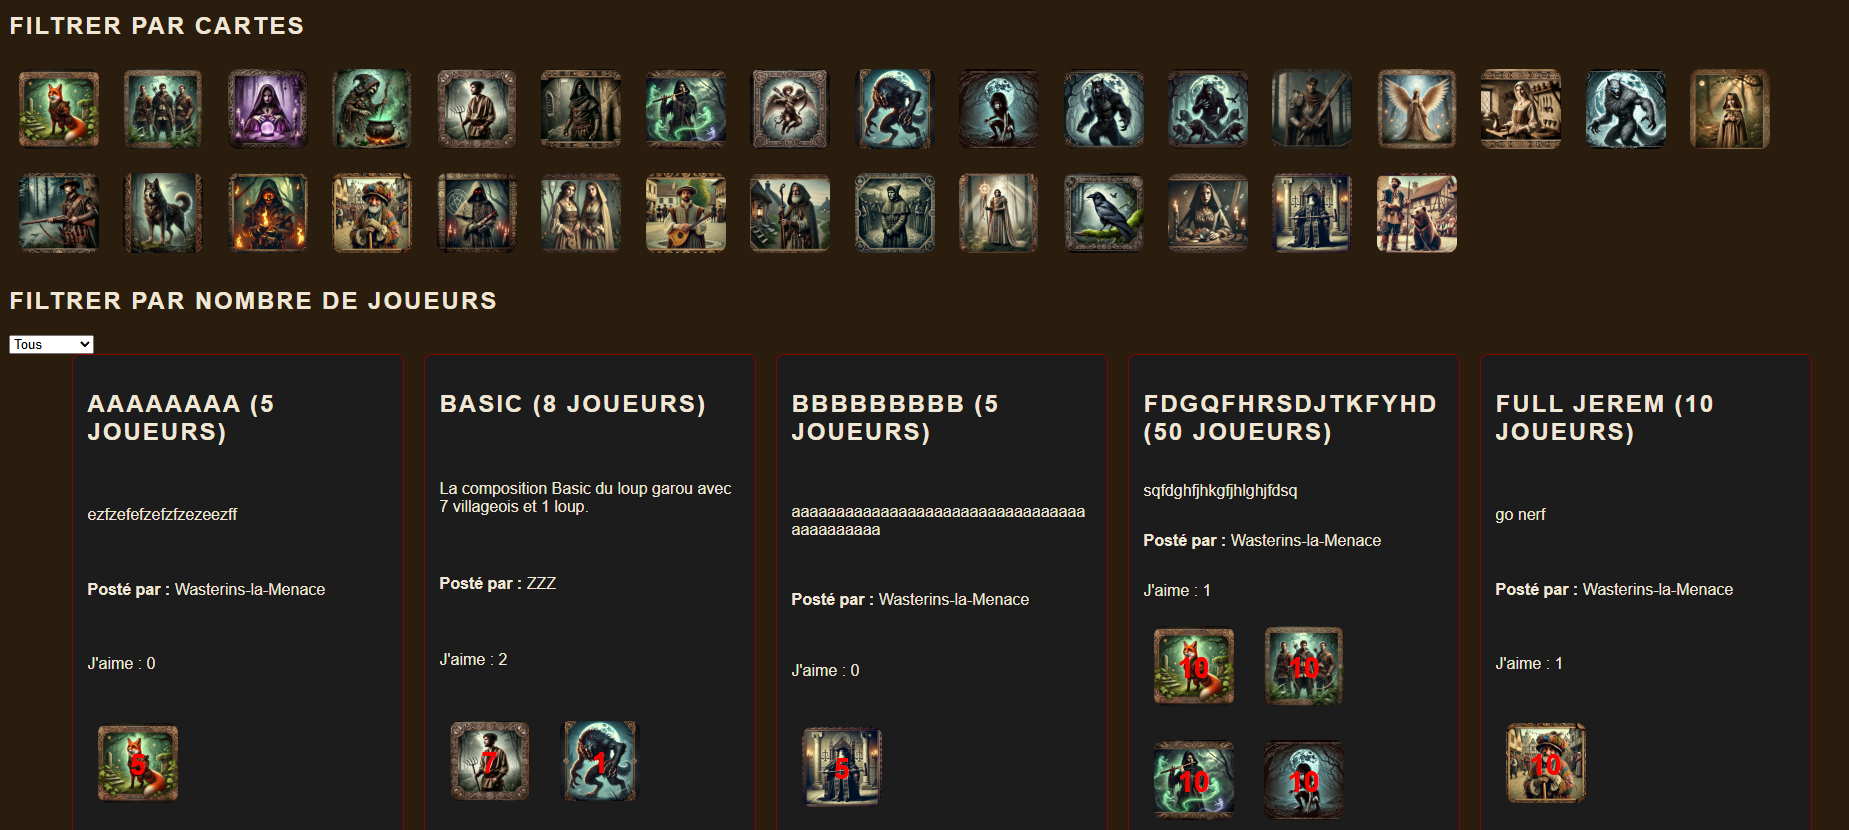 FILTRER PAR CARTES
FILTRER PAR NOMBRE DE JOUEURS
Tous
AAAAAAAA (5
JOUEURS)
ezfzefefzefzfzezeezff
Posté par : Wasterins-la-Menace
J'aime : 0
5
BASIC (8 JOUEURS)
La composition Basic du loup garou avec
7 villageois et 1 loup.
Posté par : ZZZ
J'aime : 2
7
1
BBBBBBBBB (5
JOUEURS)
aaaaaaaaaaaaaaaaaaaaaaaaaaaaaaaaa
aaaaaaaaaa
Posté par : Wasterins-la-Menace
J'aime : 0
5
FDGQFHRSDJTKFYHD
(50 JOUEURS)
sqfdghfjhkgfjhlghjfdsq
Posté par : Wasterins-la-Menace
J'aime : 1
10
10
10
10
FULL JEREM (10
JOUEURS)
go nerf
Posté par : Wasterins-la-Menace
J'aime : 1
10